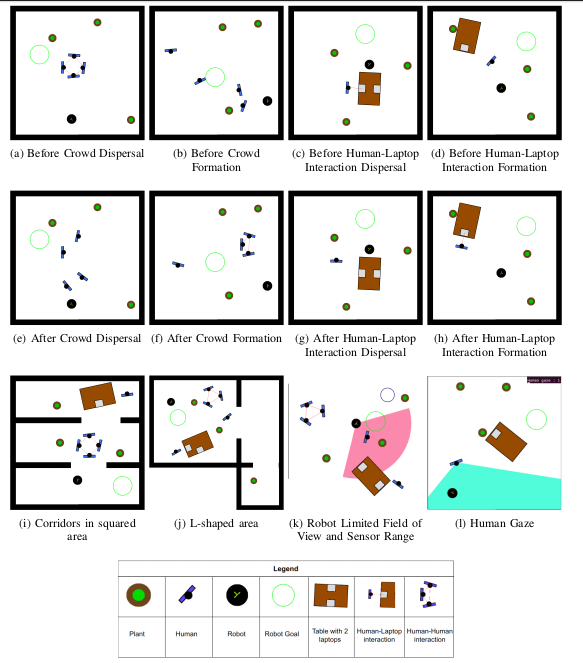 (a) Before Crowd Dispersal
(b) Before Crowd
Formation
(c) Before Human-Laptop
Interaction Dispersal
(d) Before Human-Laptop
Interaction Formation
(e) After Crowd Dispersal
(f) After Crowd Formation
(g) After Human-Laptop
Interaction Dispersal
(h) After Human-Laptop
Interaction Formation
Human gaze : 1
(i) Corridors in squared
area
(j) L-shaped area
(k) Robot Limited Field of
View and Sensor Range
(l) Human Gaze
Legend
Plant
Human
Robot
Robot Goal
Table with 2
laptops
Human-Laptop
interaction
Human-Human
interaction